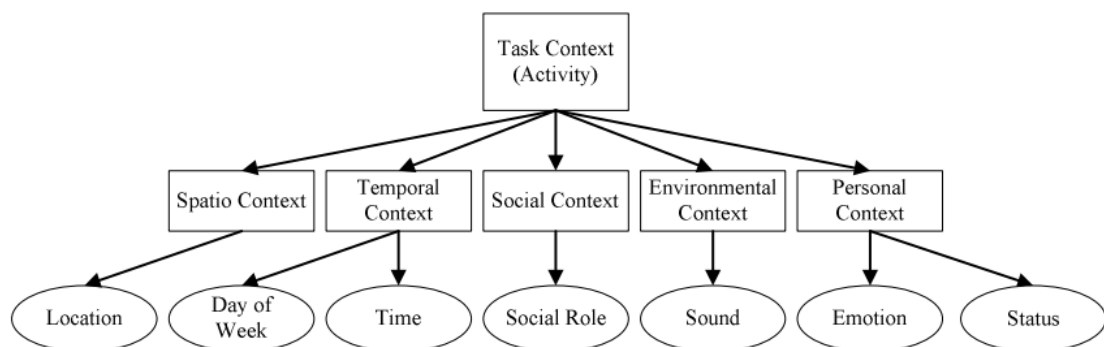 Task Context
(Activity)
Spatio Context
Temporal
Context
Social Context
Environmental
Context
Personal
Context
Location
Day of
Week
Time
Social Role
Sound
Emotion
Status